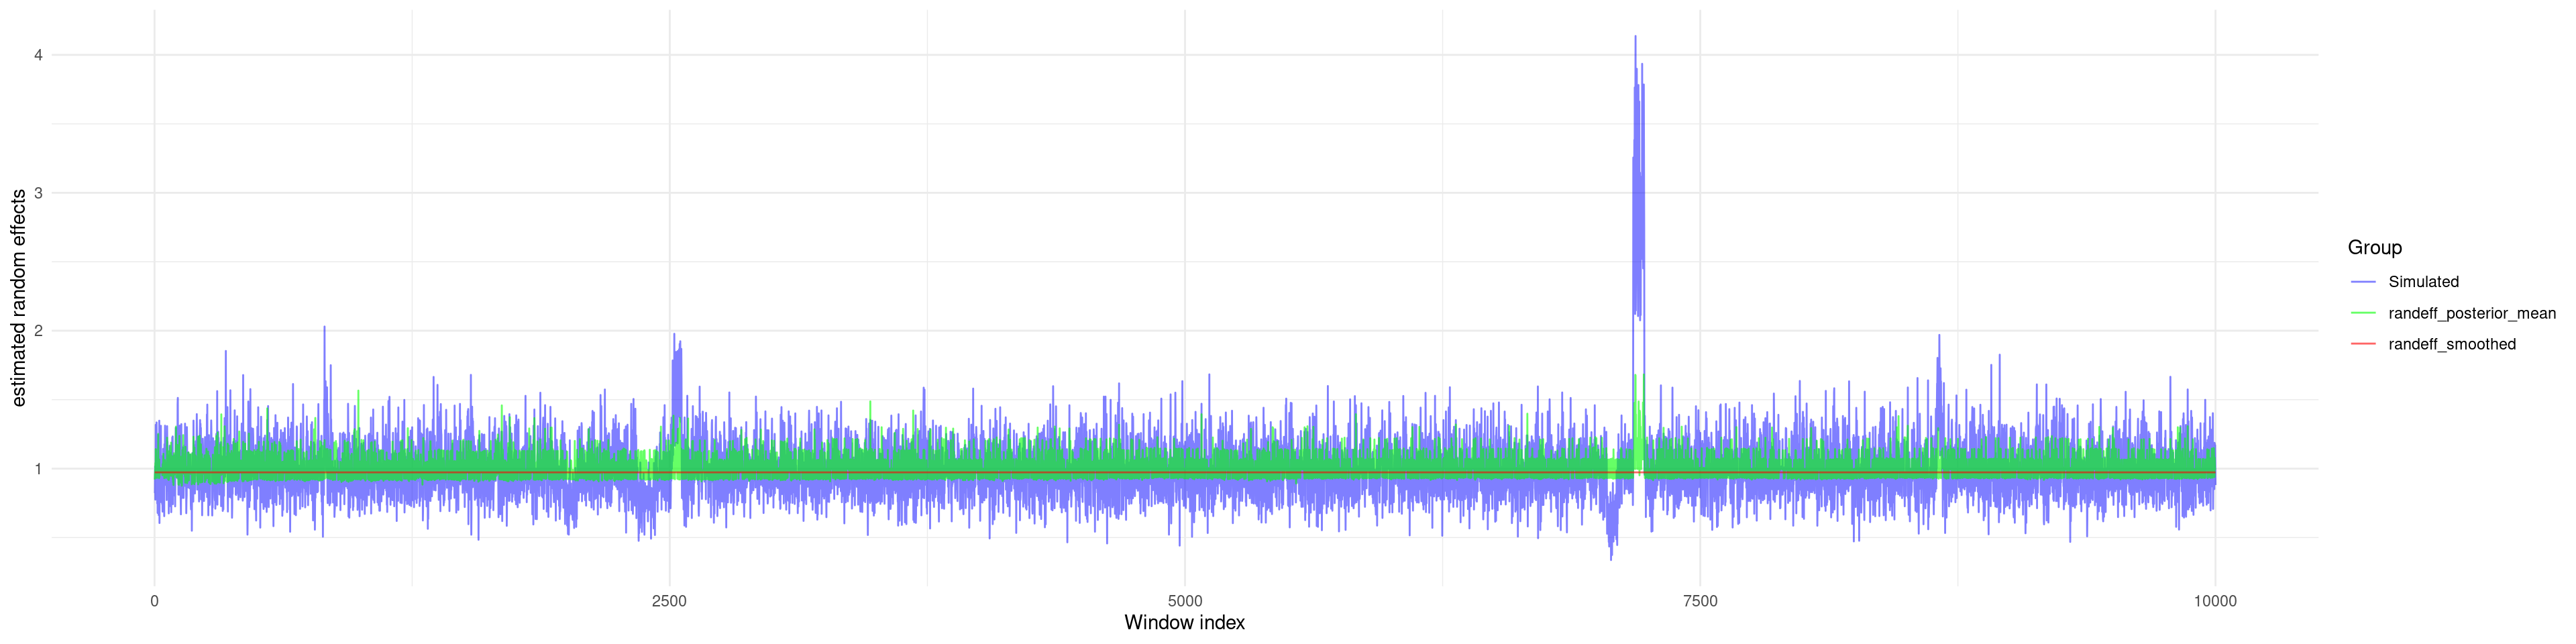 4
3
2
1
estimated random effects
0
2500
5000
7500
10000
Window index
Group
Simulated
randeff_posterior_mean
randeff_smoothed